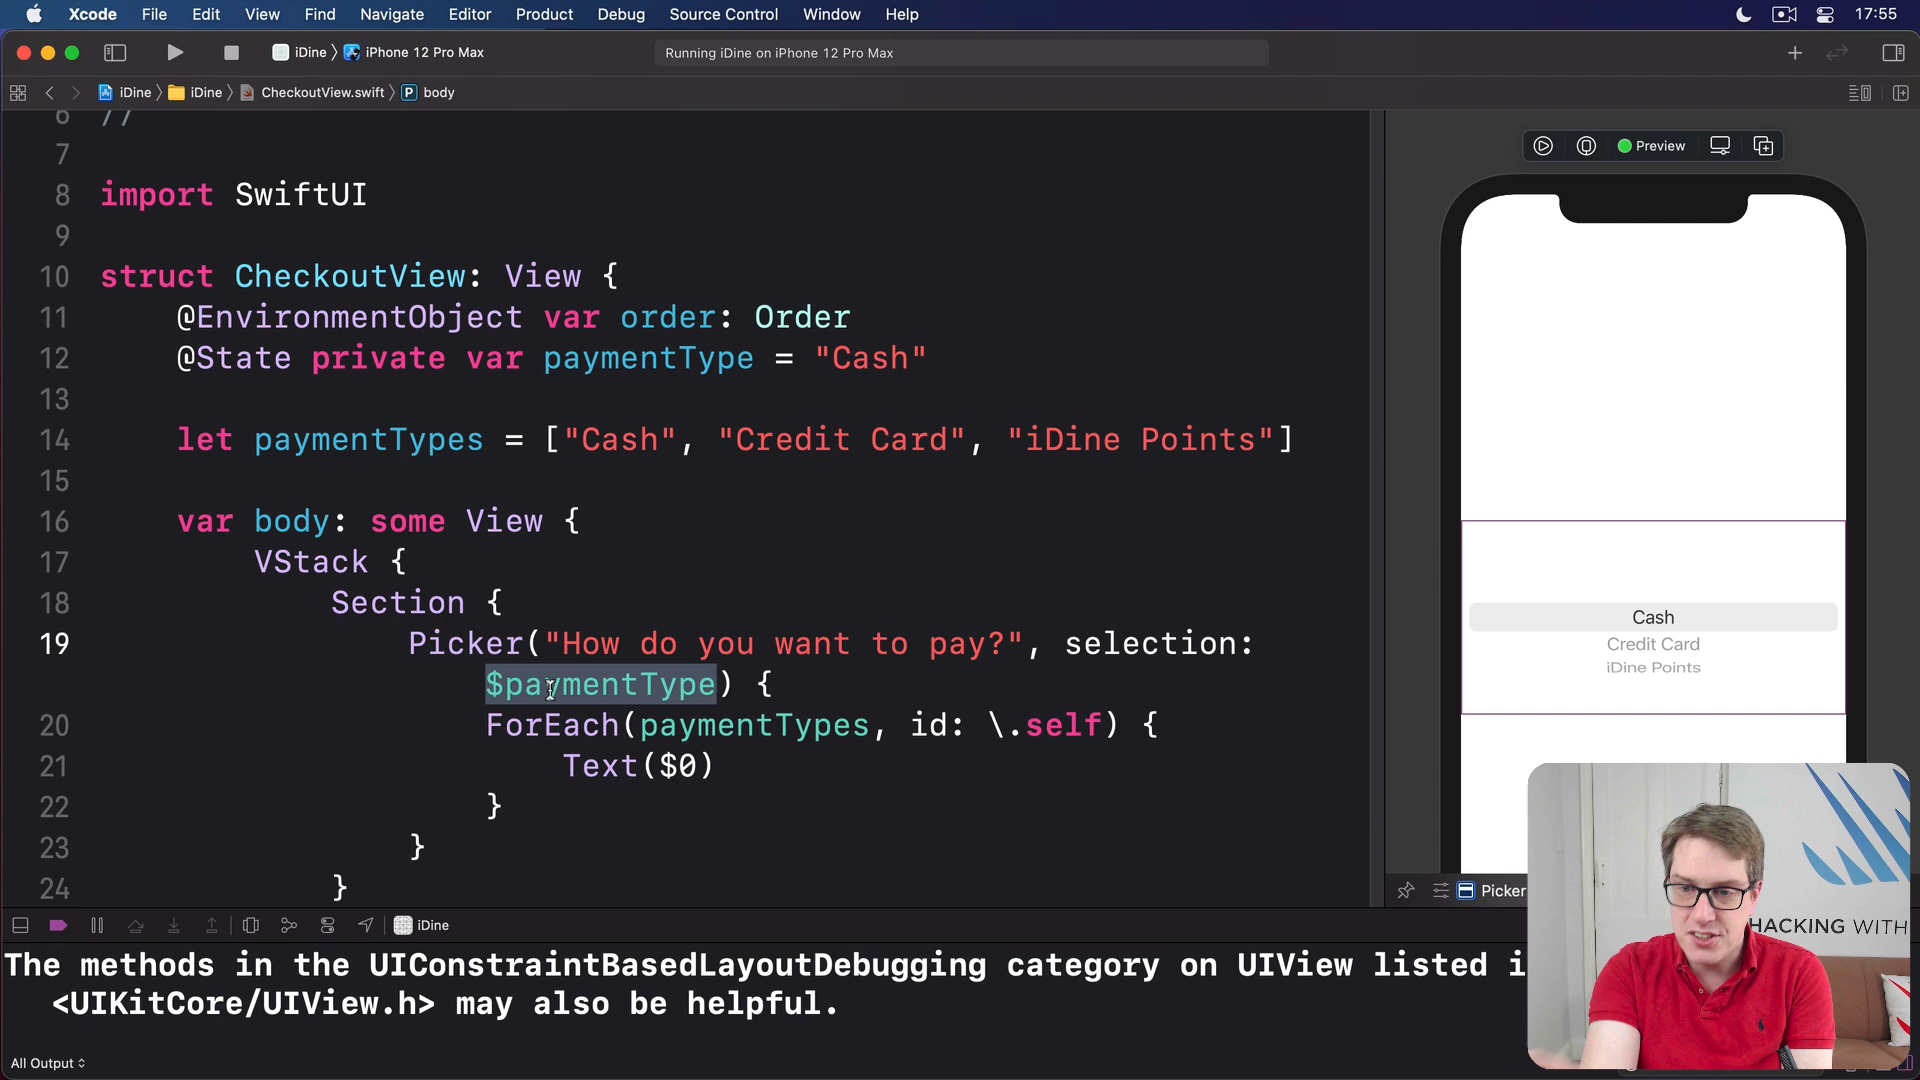 Xcode File Edit View Find Navigate Editor Product Debug Source Control Window Help 17:55
iDine iPhone 12 Pro Max Running iDine on iPhone 12 Pro Max
iDine iDine CheckoutView.swift P body
6 //
7
8 import SwiftUI
9
10 struct CheckoutView: View {
11 @EnvironmentObject var order: Order
12 @State private var paymentType = "Cash"
13
14 let paymentTypes = ["Cash", "Credit Card", "iDine Points"]
15
16 var body: some View {
17 VStack {
18 Section {
19 Picker("How do you want to pay?", selection:
$paymentType) {
20 ForEach(paymentTypes, id: \.self) {
21 Text($0)
22 }
23 }
24 }
Preview
Cash
Credit Card
iDine Points
Picker
iDine
The methods in the UIConstraintBasedLayoutDebugging category on UIView listed i
<UIKitCore/UIView.h> may also be helpful.
All Output
HACKING WITH